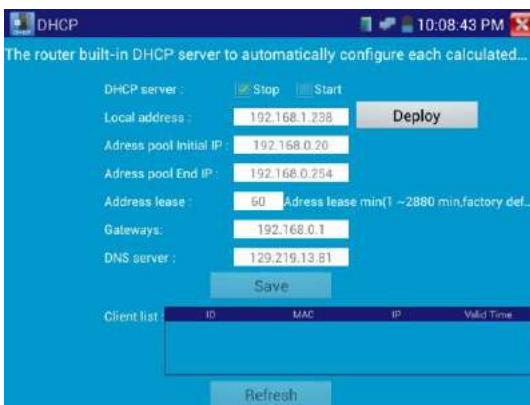 DHCP 10:08:43 PM
The router built-in DHCP server to automatically configure each calculated...
DHCP server : Stop Start
Local address : 192.168.1.238 Deploy
Adress pool Initial IP : 192.168.0.20
Adress pool End IP : 192.168.0.254
Address lease : 60 Adress lease min(1 ~2880 min,factory def..
Gateways: 192.168.0.1
DNS server : 129.219.13.81
Save
Client list : ID MAC IP Valid Time
Refresh